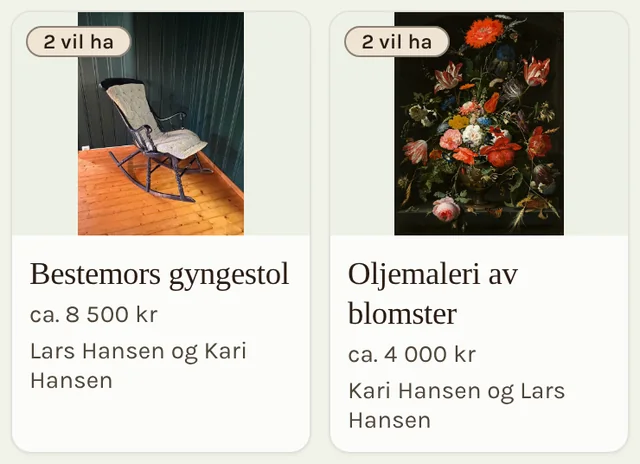 2 vil ha
Bestemors gyngestol
ca. 8 500 kr
Lars Hansen og Kari
Hansen
2 vil ha
Oljemaleri av
blomster
ca. 4 000 kr
Kari Hansen og Lars
Hansen